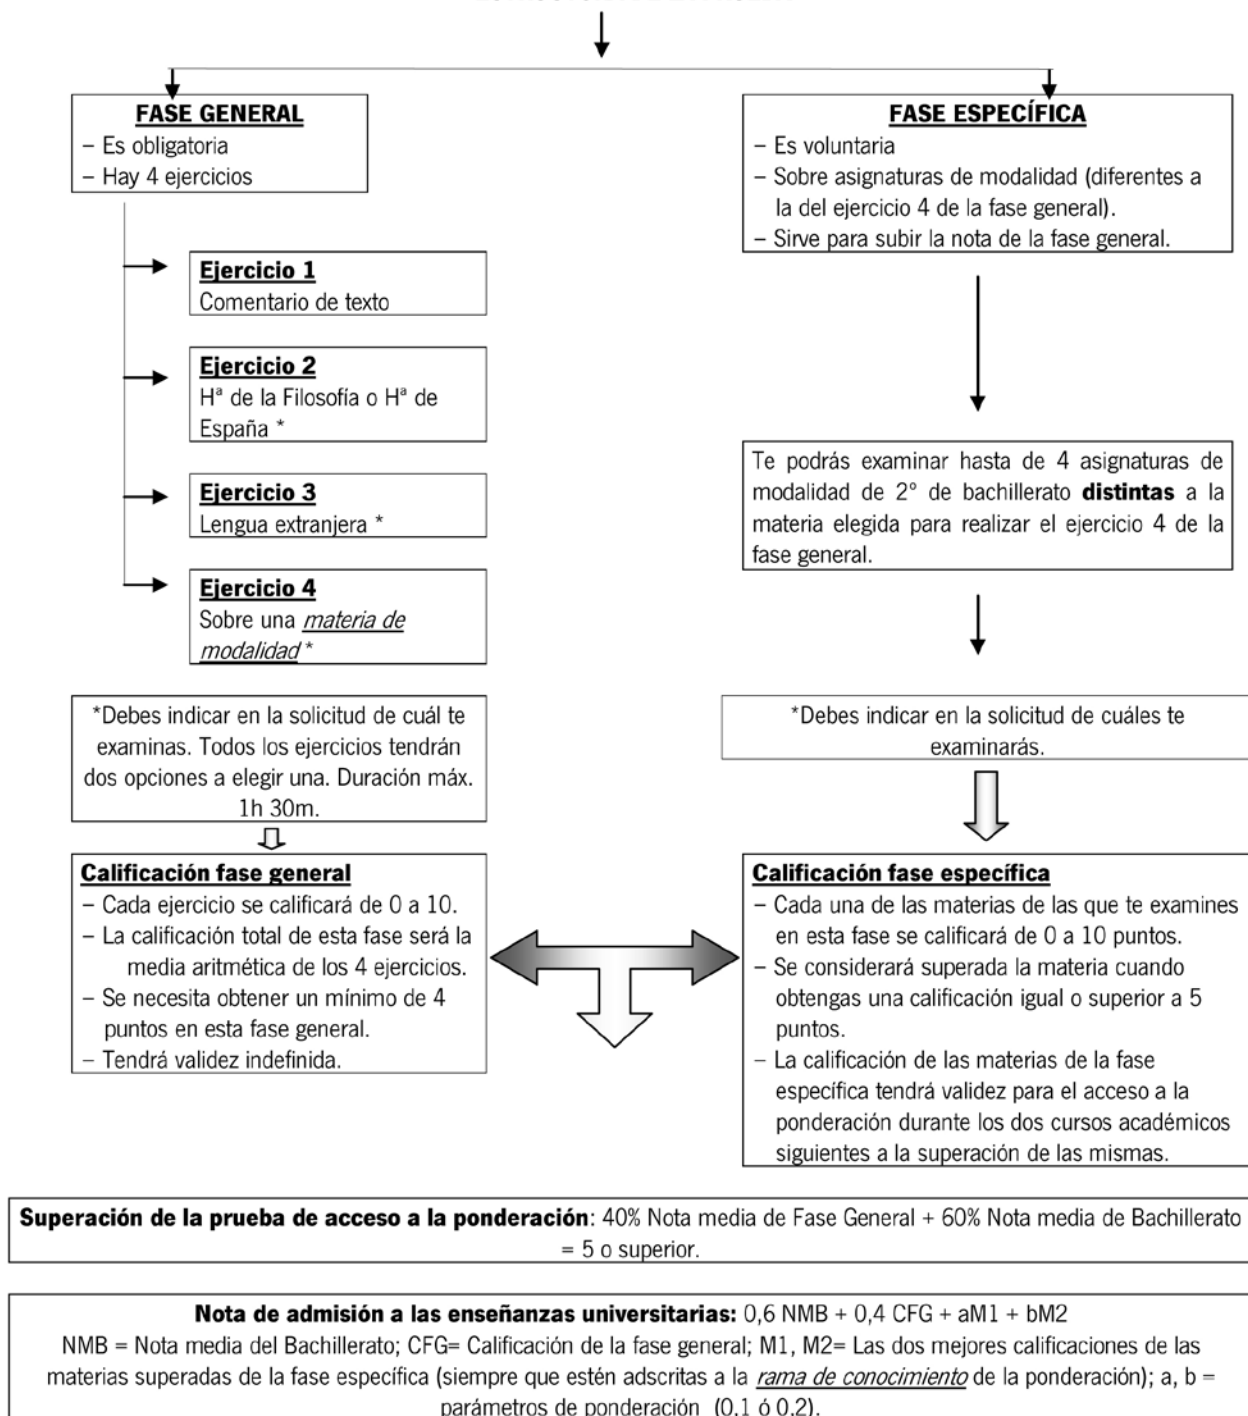 FASE GENERAL
– Es obligatoria
– Hay 4 ejercicios
Ejercicio 1
Comentario de texto
Ejercicio 2
Hª de la Filosofía o Hª de
España *
Ejercicio 3
Lengua extranjera *
Ejercicio 4
Sobre una materia de
modalidad *
*Debes indicar en la solicitud de cuál te
examinas. Todos los ejercicios tendrán
dos opciones a elegir una. Duración máx.
1h 30m.
Calificación fase general
– Cada ejercicio se calificará de 0 a 10.
– La calificación total de esta fase será la
media aritmética de los 4 ejercicios.
– Se necesita obtener un mínimo de 4
puntos en esta fase general.
– Tendrá validez indefinida.
FASE ESPECÍFICA
– Es voluntaria
– Sobre asignaturas de modalidad (diferentes a
la del ejercicio 4 de la fase general).
– Sirve para subir la nota de la fase general.
Te podrás examinar hasta de 4 asignaturas de
modalidad de 2° de bachillerato distintas a la
materia elegida para realizar el ejercicio 4 de la
fase general.
*Debes indicar en la solicitud de cuáles te
examinarás.
Calificación fase específica
– Cada una de las materias de las que te examines
en esta fase se calificará de 0 a 10 puntos.
– Se considerará superada la materia cuando
obtengas una calificación igual o superior a 5
puntos.
– La calificación de las materias de la fase
específica tendrá validez para el acceso a la
ponderación durante los dos cursos académicos
siguientes a la superación de las mismas.
Superación de la prueba de acceso a la ponderación: 40% Nota media de Fase General + 60% Nota media de Bachillerato
= 5 o superior.
Nota de admisión a las enseñanzas universitarias: 0,6 NMB + 0,4 CFG + aM1 + bM2
NMB = Nota media del Bachillerato; CFG= Calificación de la fase general; M1, M2= Las dos mejores calificaciones de las
materias superadas de la fase específica (siempre que estén adscritas a la rama de conocimiento de la ponderación); a, b =
parámetros de ponderación (0,1 ó 0,2).